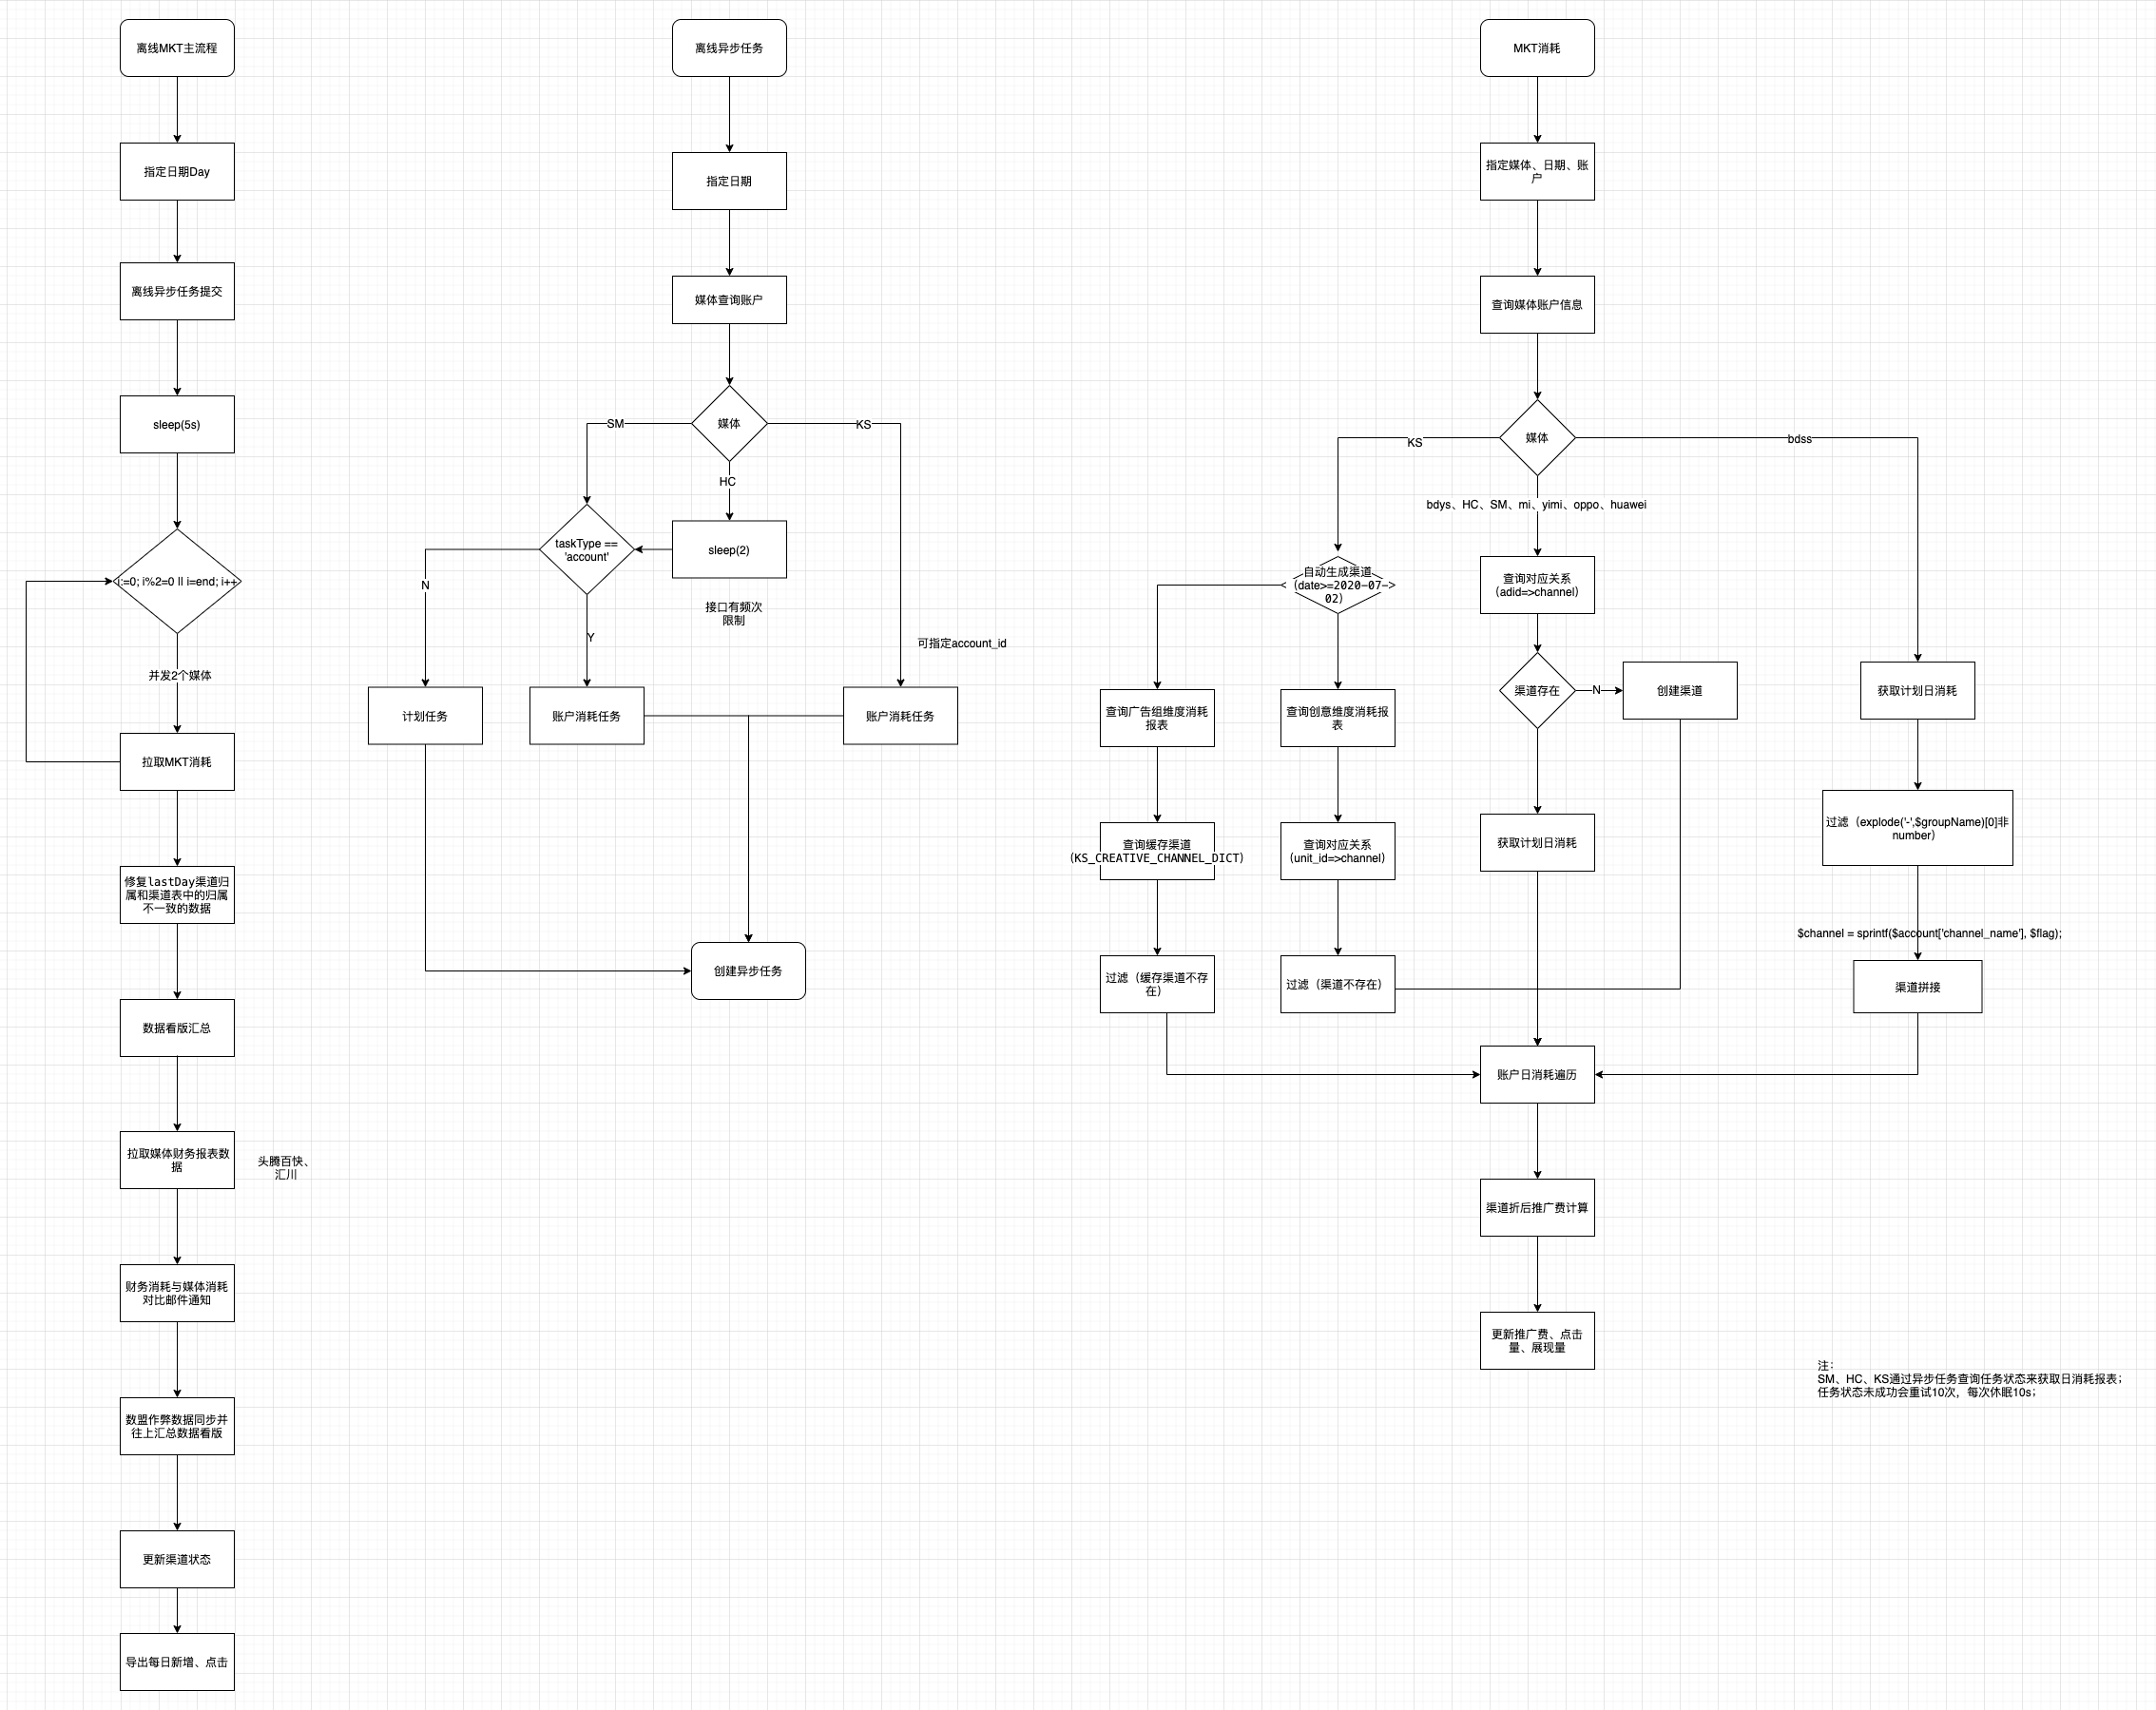 离线MKT主流程
指定日期Day
离线异步任务提交
sleep(5s)
i:=0; i%2=0 || i=end; i++
并发2个媒体
拉取MKT消耗
修复lastDay渠道归
属和渠道表中的归属
不一致的数据
数据看版汇总
拉取媒体财务报表数
据
头腾百快、
汇川
财务消耗与媒体消耗
对比邮件通知
数盟作弊数据同步并
往上汇总数据看版
更新渠道状态
导出每日新增、点击
离线异步任务
指定日期
媒体查询账户
媒体
SM
KS
HC
taskType ==
'account'
sleep(2)
N
接口有频次
限制
Y
可指定account_id
计划任务
账户消耗任务
账户消耗任务
创建异步任务
MKT消耗
指定媒体、日期、账
户
查询媒体账户信息
媒体
KS
bdss
bdys、HC、SM、mi、yimi、oppo、huawei
自动生成渠道
（date>=2020-07-
02）
查询对应关系
（adid=>channel）
渠道存在
N
创建渠道
获取计划日消耗
查询广告组维度消耗
报表
查询创意维度消耗报
表
获取计划日消耗
过滤（explode('-',$groupName)[0]非
number）
查询缓存渠道
（KS_CREATIVE_CHANNEL_DICT）
查询对应关系
（unit_id=>channel）
$channel = sprintf($account['channel_name'], $flag);
过滤（缓存渠道不存
在）
过滤（渠道不存在）
渠道拼接
账户日消耗遍历
渠道折后推广费计算
更新推广费、点击
量、展现量
注：
SM、HC、KS通过异步任务查询任务状态来获取日消耗报表；
任务状态未成功会重试10次，每次休眠10s；